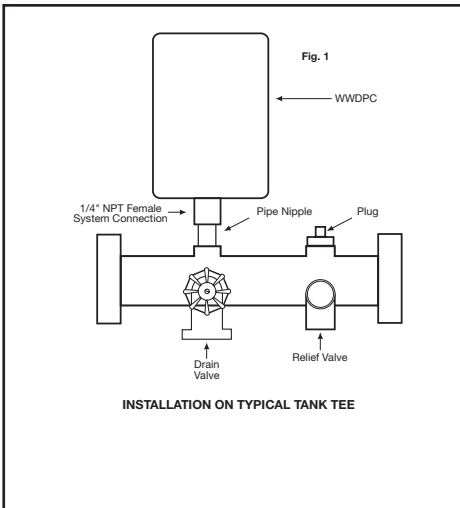 Fig. 1
WWDPC
1/4" NPT Female
System Connection
Pipe Nipple
Plug
Drain
Valve
Relief Valve
INSTALLATION ON TYPICAL TANK TEE